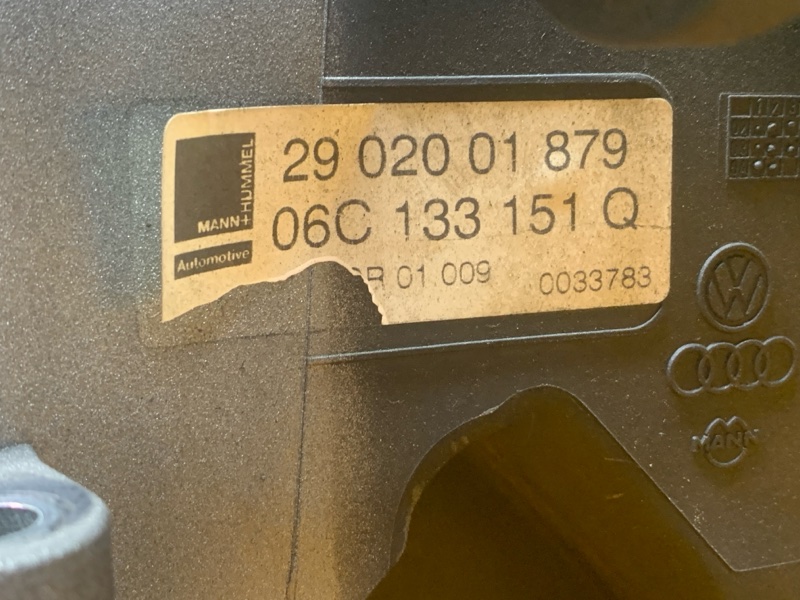 MANN+HUMMEL
Automotive
29 020 01 879
06C 133 151 Q
R 01 009 0033783
MANN